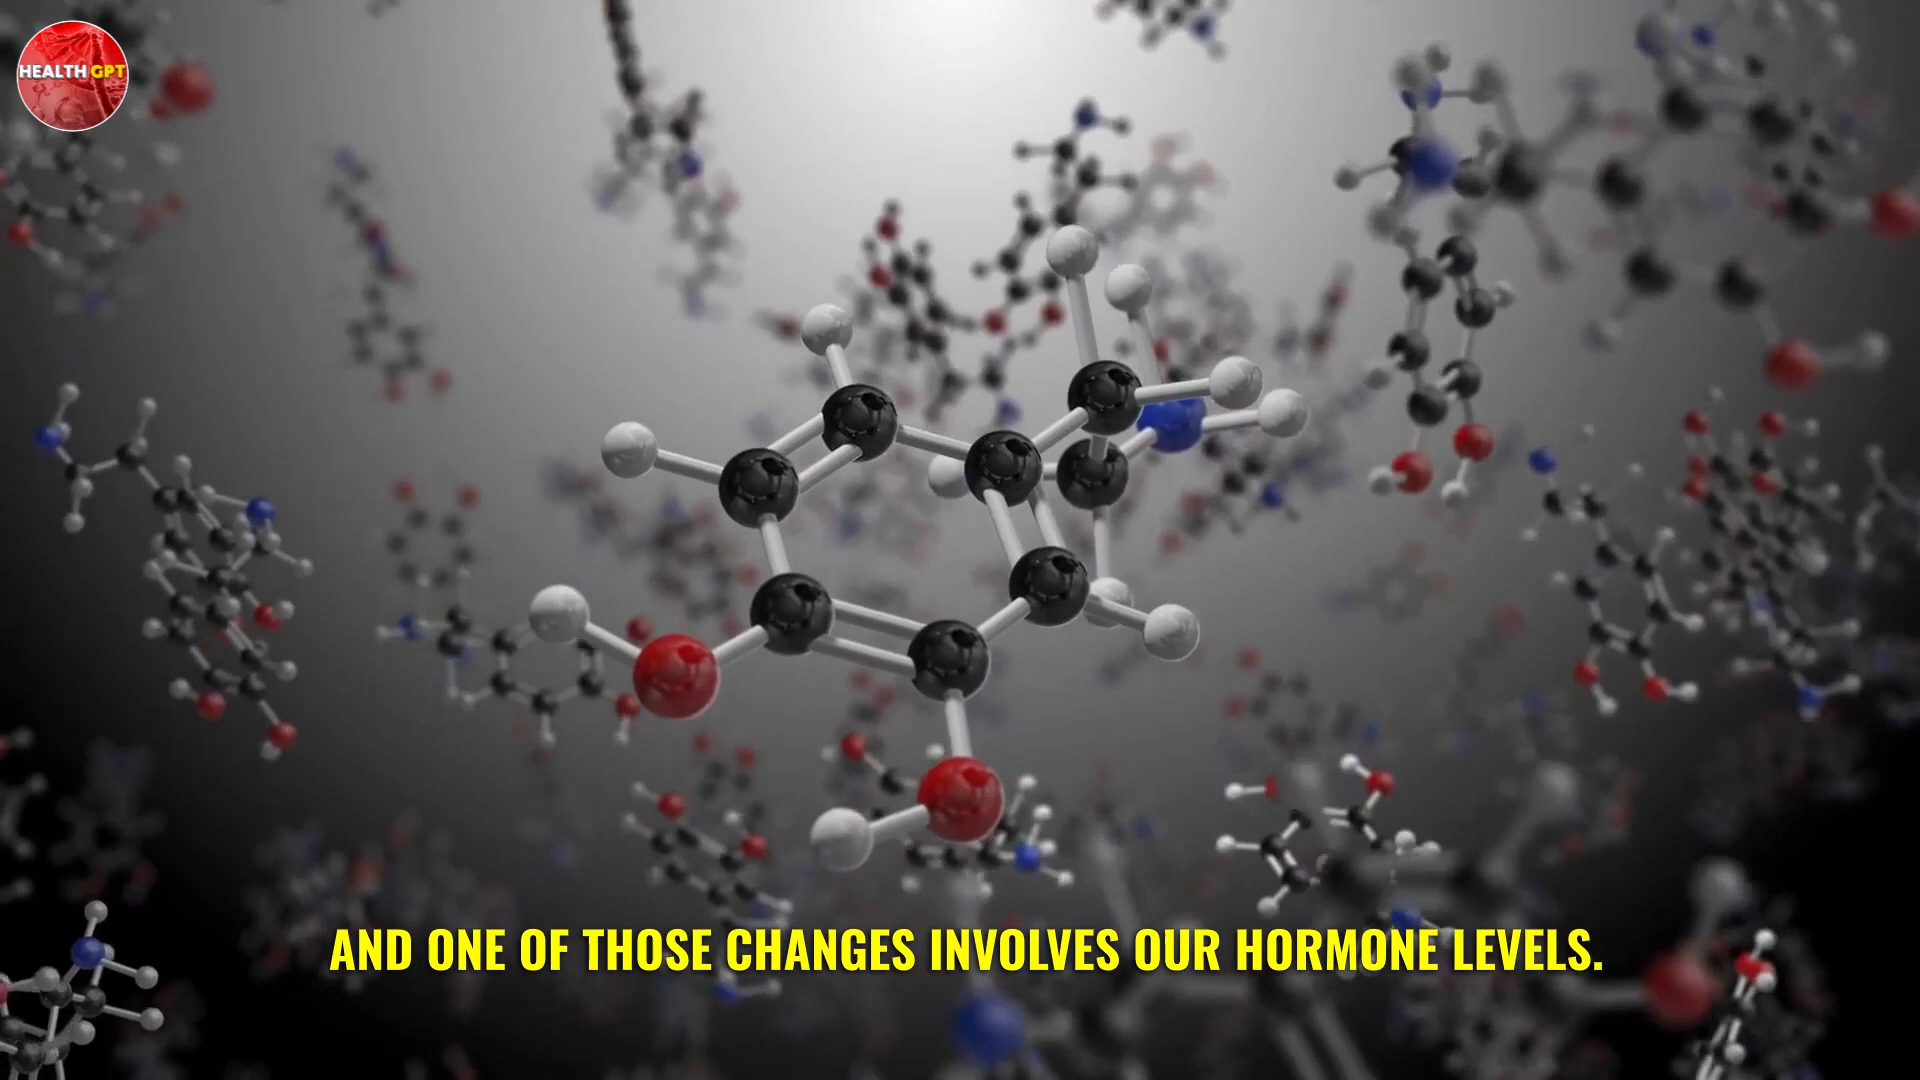 HEALTH GPT
AND ONE OF THOSE CHANGES INVOLVES OUR HORMONE LEVELS.